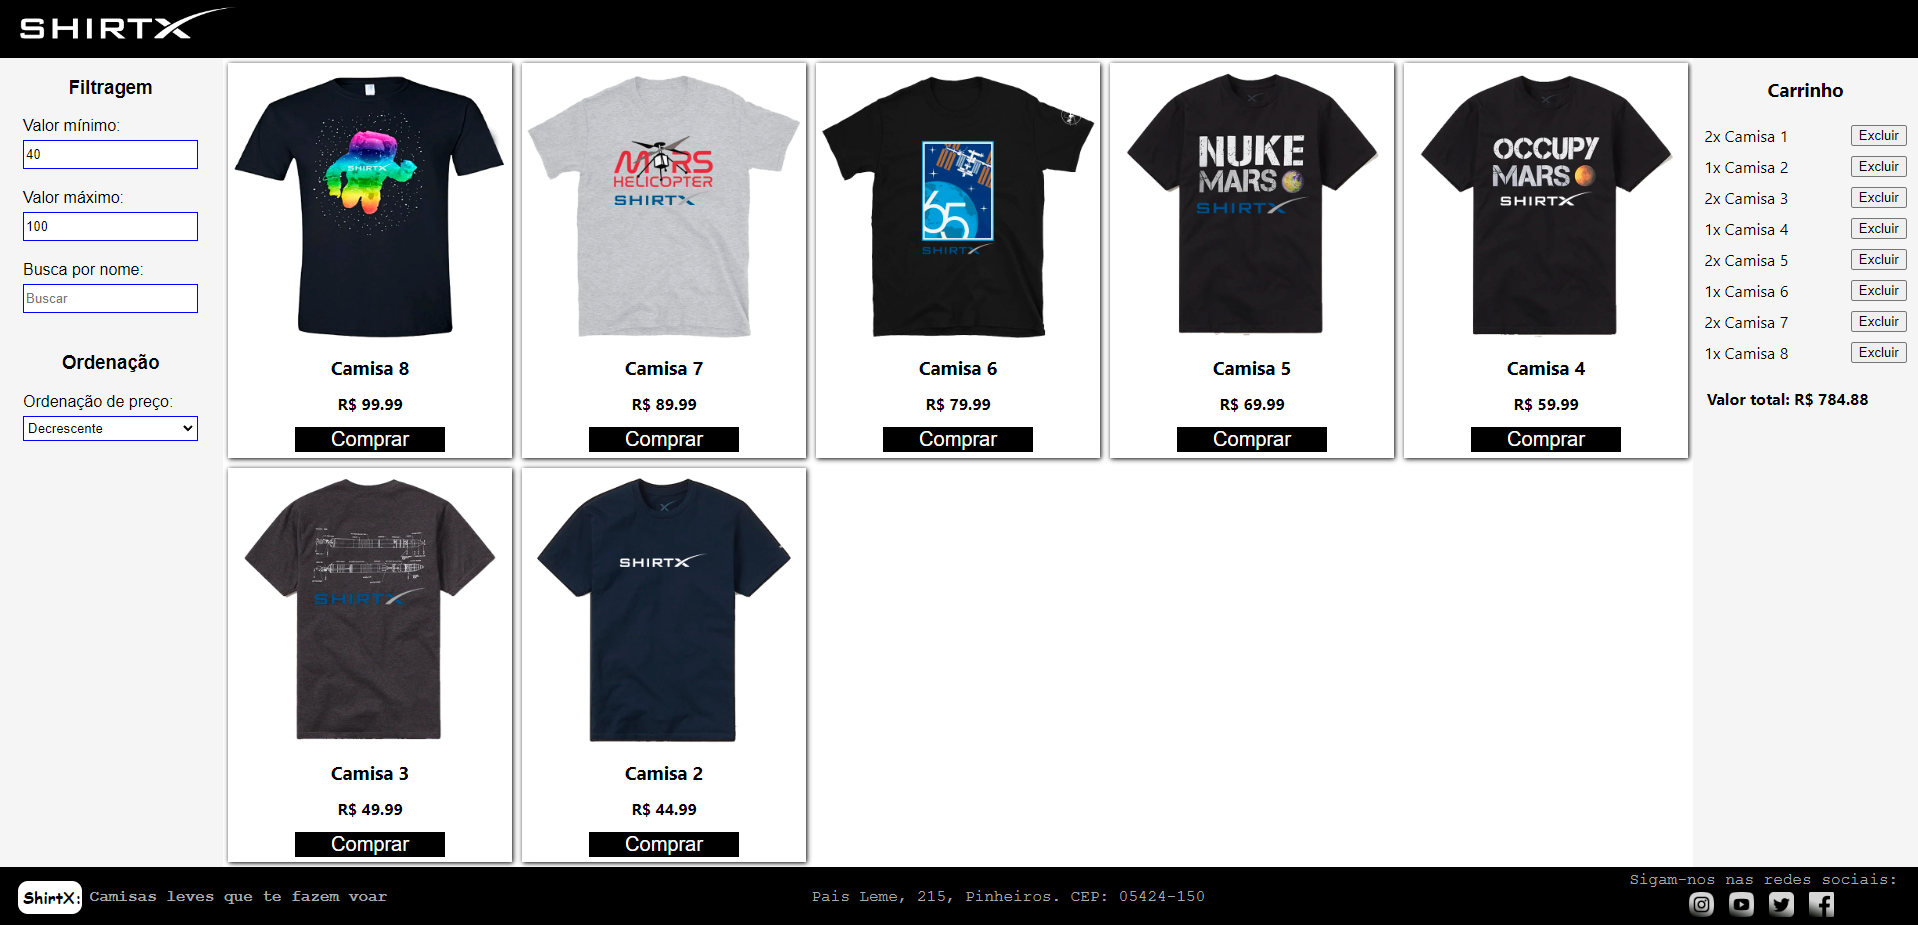 SHIRTX
Filtragem
Valor mínimo:
40
Valor máximo:
100
Busca por nome:
Buscar
Ordenação
Ordenação de preço:
Decrescente
SHIRTX
Camisa 8
R$ 99.99
Comprar
MARS
HELICOPTER
SHIRTX
Camisa 7
R$ 89.99
Comprar
65
SHIRTX
Camisa 6
R$ 79.99
Comprar
NUKE
MARS
SHIRTX
Camisa 5
R$ 69.99
Comprar
OCCUPY
MARS
SHIRTX
Camisa 4
R$ 59.99
Comprar
SHIRTX
Camisa 3
R$ 49.99
Comprar
SHIRTX
Camisa 2
R$ 44.99
Comprar
Carrinho
2x Camisa 1 Excluir
1x Camisa 2 Excluir
2x Camisa 3 Excluir
1x Camisa 4 Excluir
2x Camisa 5 Excluir
1x Camisa 6 Excluir
2x Camisa 7 Excluir
1x Camisa 8 Excluir
Valor total: R$ 784.88
ShirtX: Camisas leves que te fazem voar
Pais Leme, 215, Pinheiros. CEP: 05424-150
Sigam-nos nas redes sociais: